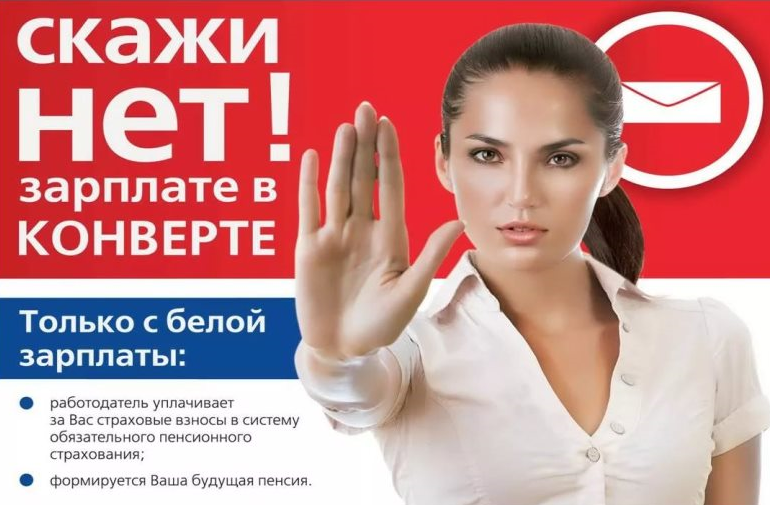 скажи
нет!
зарплате в
КОНВЕРТЕ
Только с белой
зарплаты:
работодатель уплачивает
за Вас страховые взносы в систему
обязательного пенсионного
страхования;
формируется Ваша будущая пенсия.